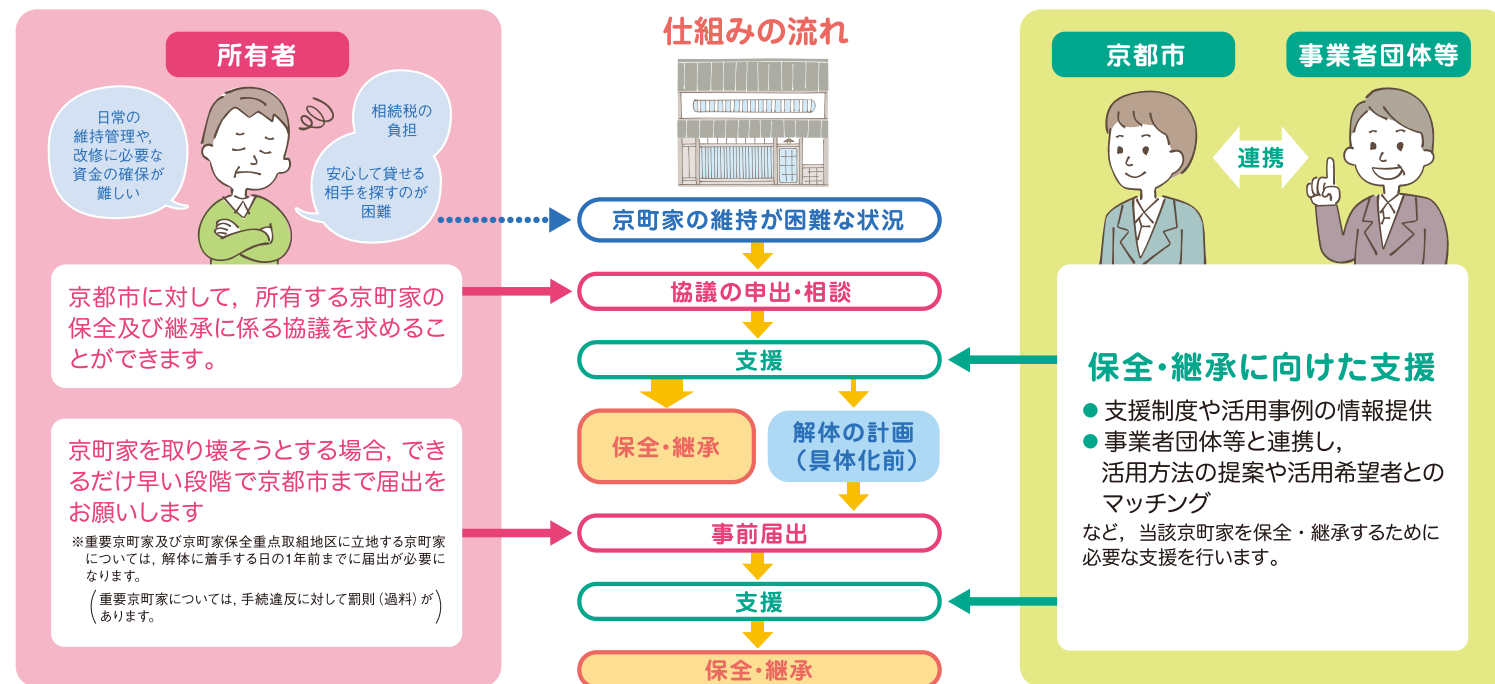 所有者
日常の
維持管理や,
改修に必要な
資金の確保が
難しい
相続税の
負担
安心して貸せる
相手を探すのが
困難
京都市に対して，所有する京町家の
保全及び継承に係る協議を求めるこ
とができます。
京町家を取り壊そうとする場合，でき
るだけ早い段階で京都市まで届出を
お願いします
※重要京町家及び京町家保全重点取組地区に立地する京町家
については，解体に着手する日の1年前までに届出が必要に
なります。
（重要京町家については，手続違反に対して罰則（過料）が
あります。）
仕組みの流れ
京町家の維持が困難な状況
協議の申出・相談
支援
保全・継承
解体の計画
（具体化前）
事前届出
支援
保全・継承
京都市
事業者団体等
連携
保全・継承に向けた支援
● 支援制度や活用事例の情報提供
● 事業者団体等と連携し，
活用方法の提案や活用希望者との
マッチング
など，当該京町家を保全・継承するために
必要な支援を行います。